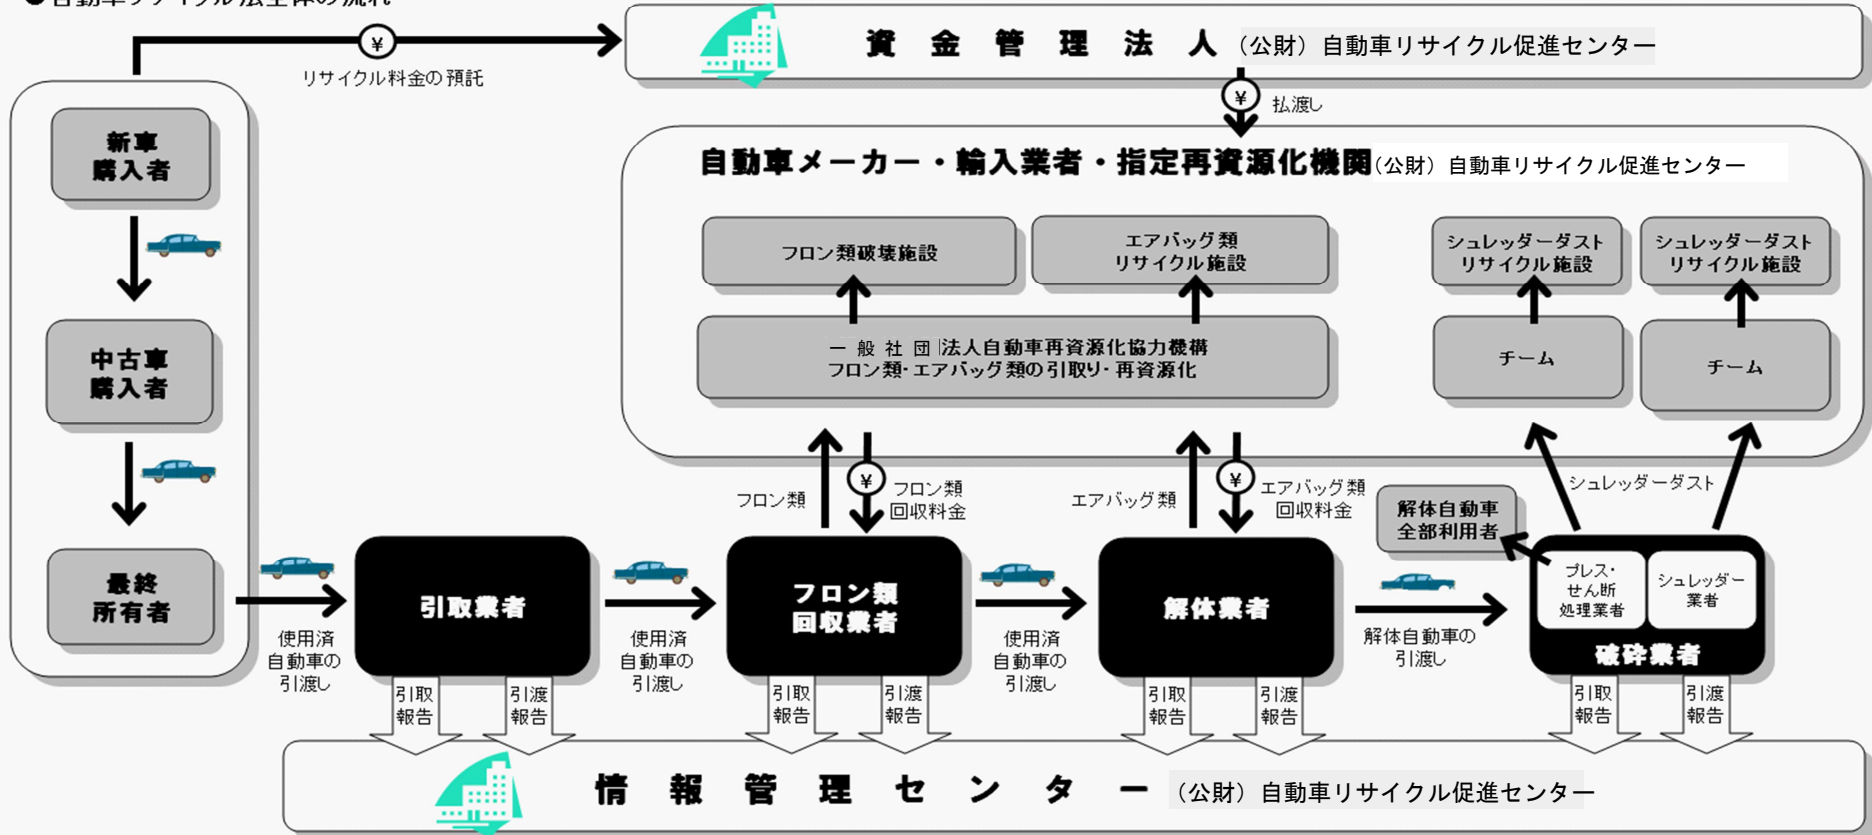 ●自動車リサイクル法全体の流れ
¥
リサイクル料金の預託
資金管理法人（公財）自動車リサイクル促進センター
¥
払渡し
新車
購入者
中古車
購入者
最終
所有者
自動車メーカー・輸入業者・指定再資源化機関（公財）自動車リサイクル促進センター
フロン類破壊施設
エアバッグ類
リサイクル施設
シュレッダーダスト
リサイクル施設
シュレッダーダスト
リサイクル施設
一般社団法人自動車再資源化協力機構
フロン類・エアバッグ類の引取り・再資源化
チーム
チーム
フロン類
¥
フロン類
回収料金
エアバッグ類
¥
エアバッグ類
回収料金
シュレッダーダスト
解体自動車
全部利用者
使用済
自動車の
引渡し
引取業者
使用済
自動車の
引渡し
フロン類
回収業者
使用済
自動車の
引渡し
解体業者
解体自動車の
引渡し
プレス・
せん断
処理業者
シュレッダー
業者
破砕業者
引取
報告
引渡
報告
引取
報告
引渡
報告
引取
報告
引渡
報告
引取
報告
引渡
報告
情報管理センター（公財）自動車リサイクル促進センター